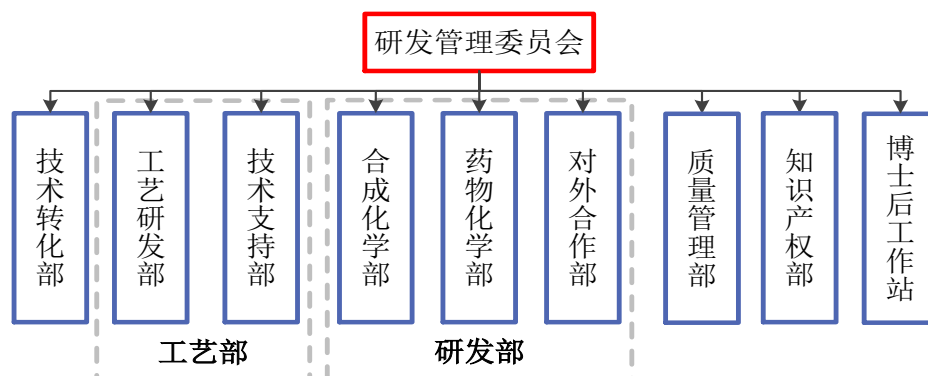 研发管理委员会
技术转化部
工艺研发部
技术支持部
合成化学部
药物化学部
对外合作部
质量管理部
知识产权部
博士后工作站
工艺部
研发部